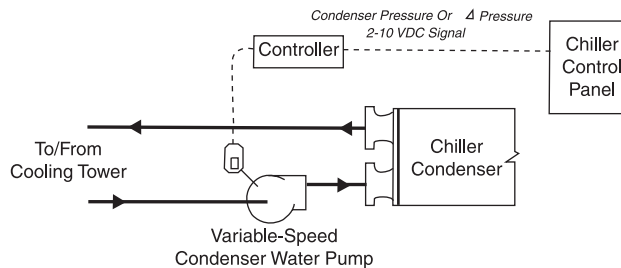 Condenser Pressure Or Δ Pressure
2-10 VDC Signal
Controller
Chiller
Control
Panel
To/From
Cooling Tower
Chiller
Condenser
Variable-Speed
Condenser Water Pump